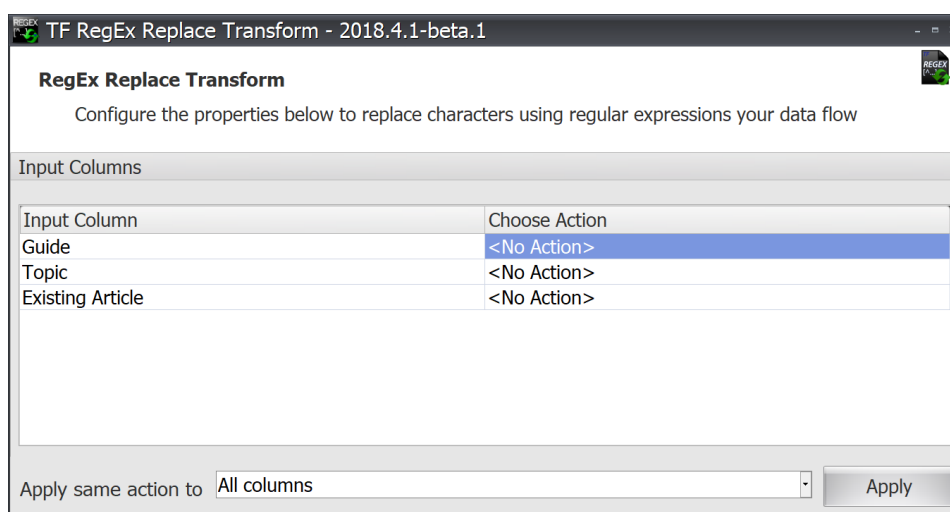 REGEX
TF RegEx Replace Transform - 2018.4.1-beta.1
RegEx Replace Transform
REGEX
Configure the properties below to replace characters using regular expressions your data flow
Input Columns
Input Column Choose Action
Guide <No Action>
Topic <No Action>
Existing Article <No Action>
Apply same action to All columns Apply